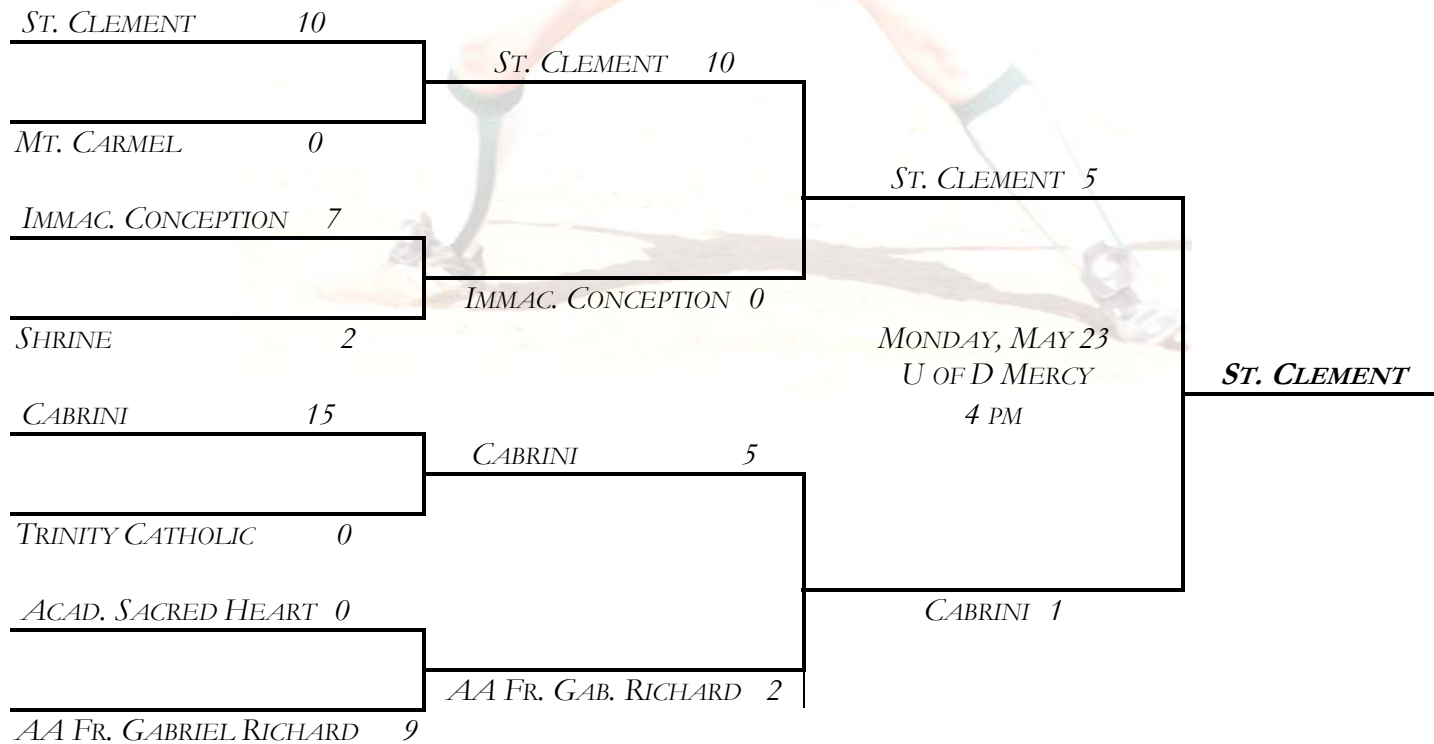 ST. CLEMENT 10
MT. CARMEL 0
IMMAC. CONCEPTION 7
SHRINE 2
CABRINI 15
TRINITY CATHOLIC 0
ACAD. SACRED HEART 0
AA FR. GABRIEL RICHARD 9
ST. CLEMENT 10
IMMAC. CONCEPTION 0
CABRINI 5
AA FR. GAB. RICHARD 2
ST. CLEMENT 5
MONDAY, MAY 23
U OF D MERCY
4 PM
CABRINI 1
ST. CLEMENT